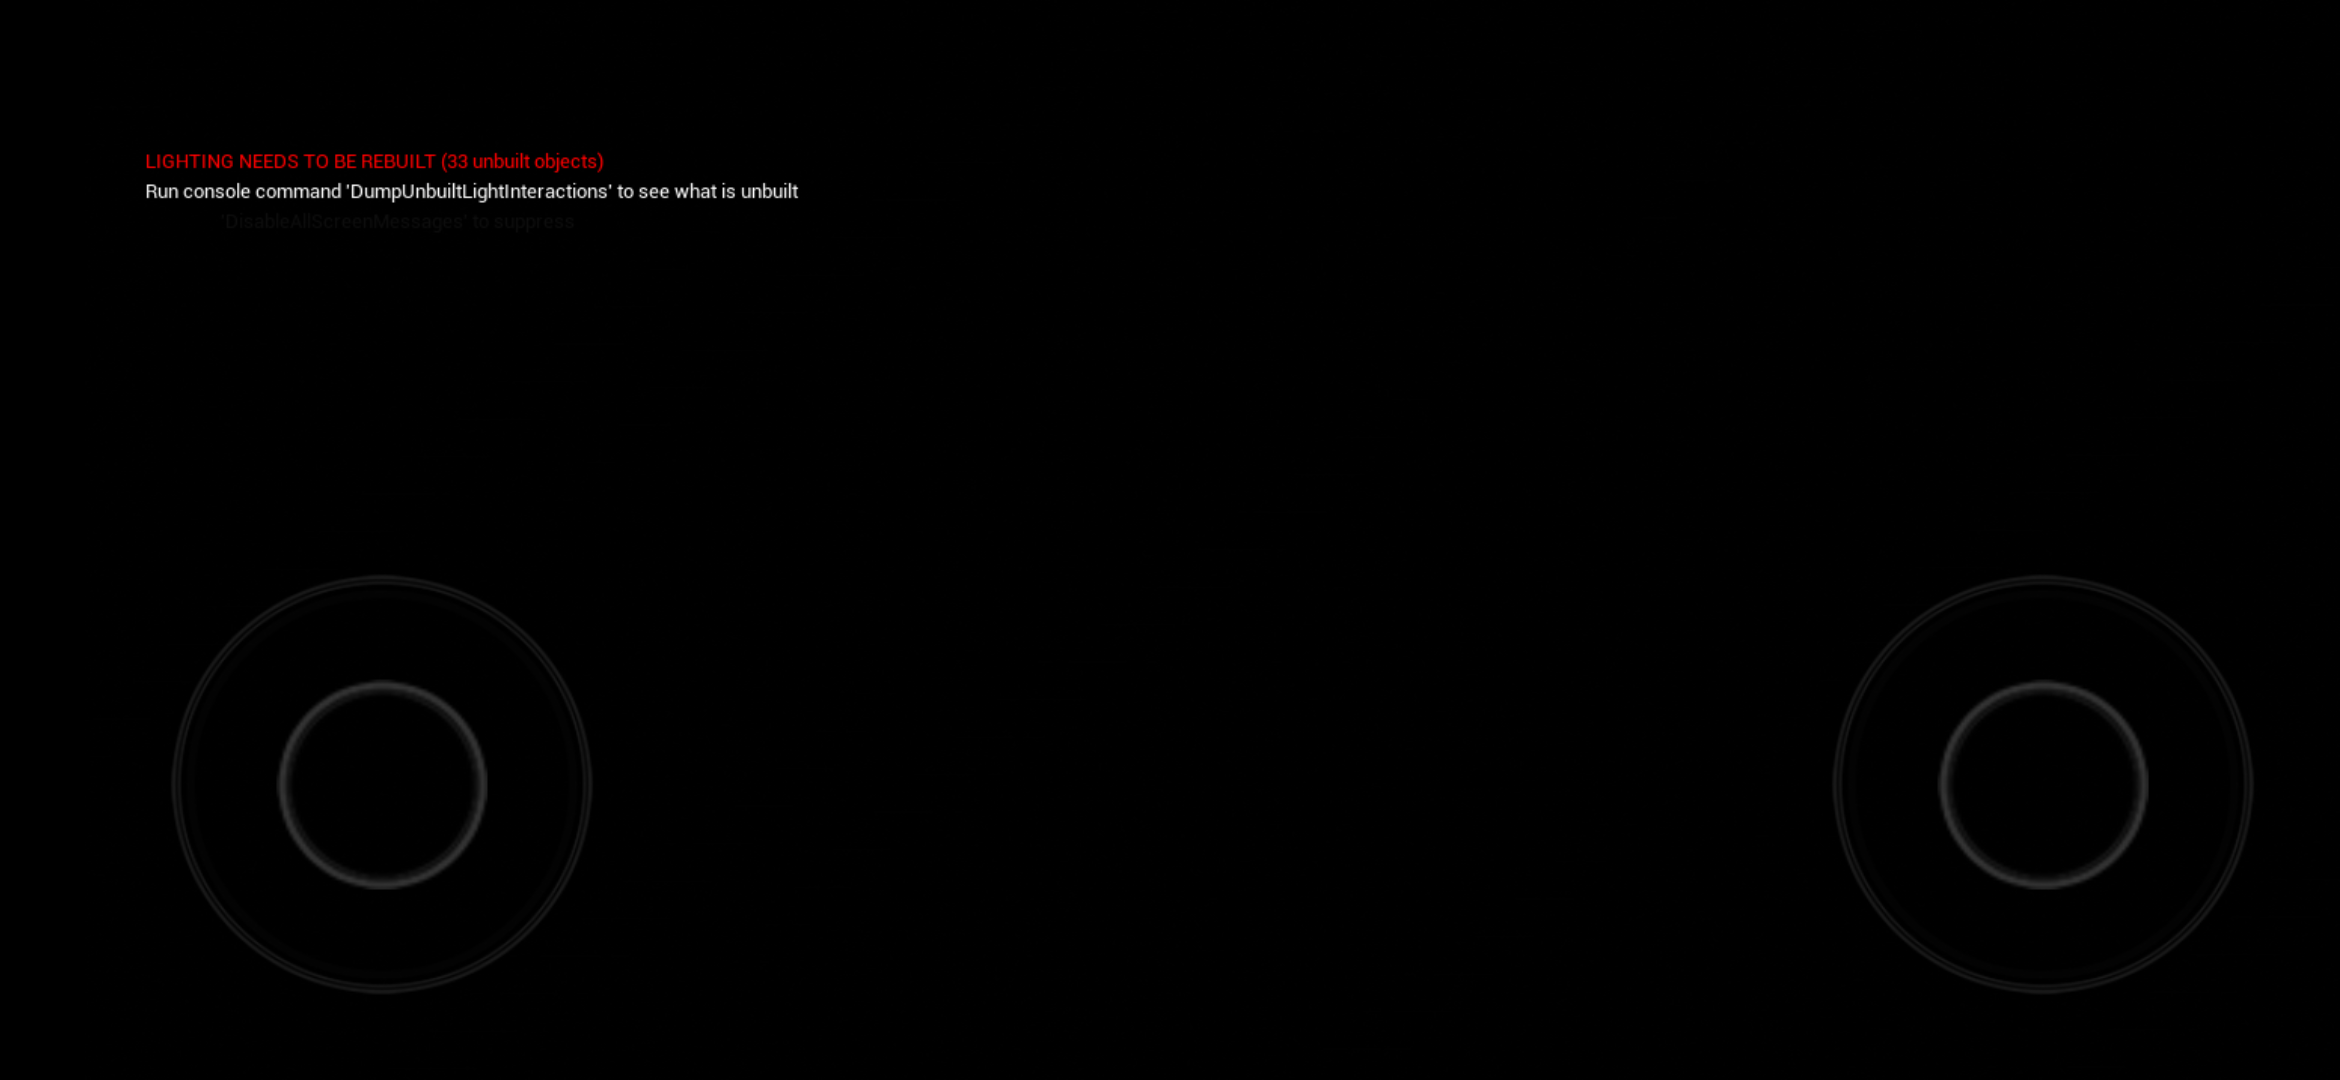 LIGHTING NEEDS TO BE REBUILT (33 unbuilt objects)
Run console command 'DumpUnbuiltLightInteractions' to see what is unbuilt
'DisableAllScreenMessages' to suppress